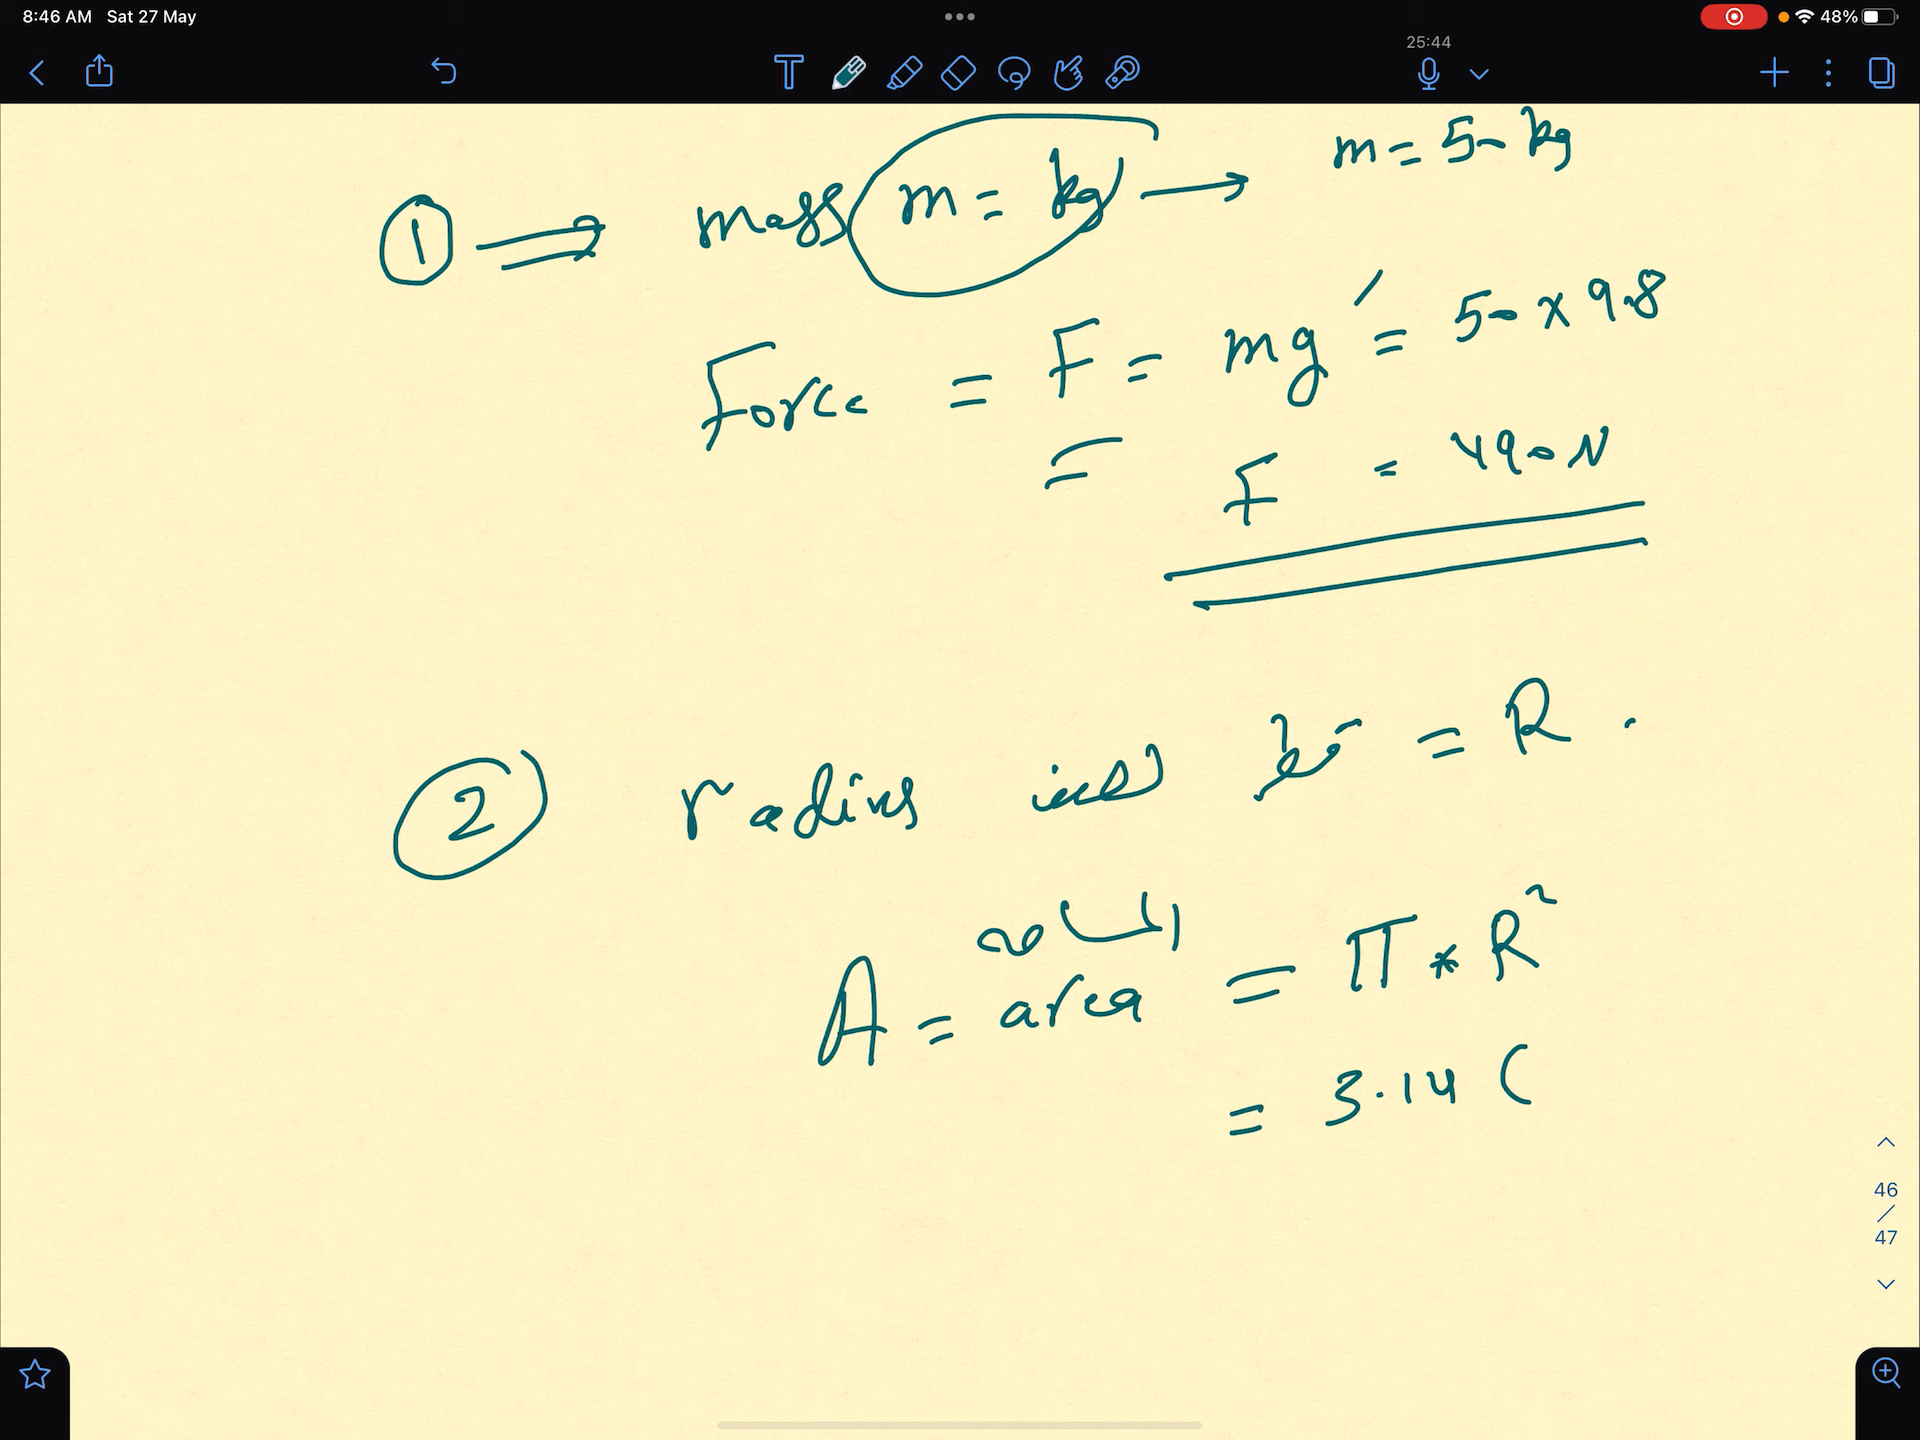 8:46 AM Sat 27 May
48%
25:44
① ⇒ mass m = kg → m = 50 kg
Force = F = mg = 50 x 9.8
= F = 490 N
② radius = R .
A = area = π * R²
= 3.14 (
46
/
47